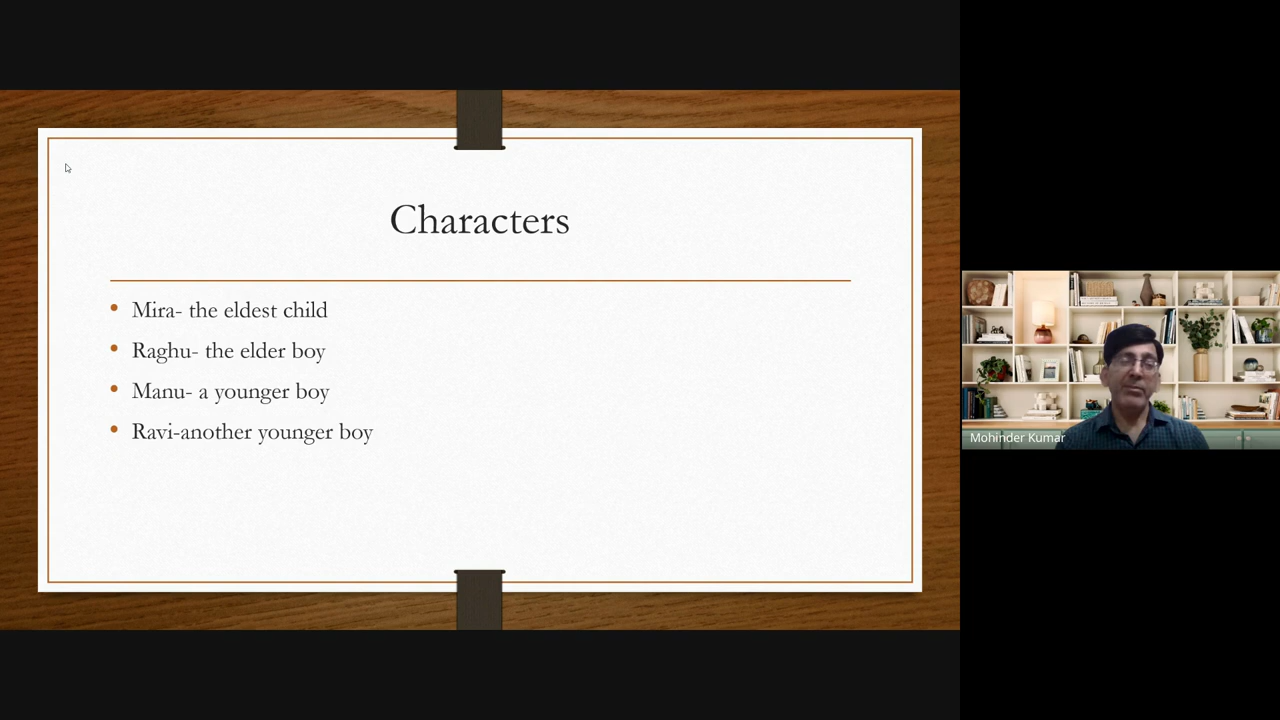 Characters
Mira- the eldest child
Raghu- the elder boy
Manu- a younger boy
Ravi-another younger boy
Mohinder Kumar